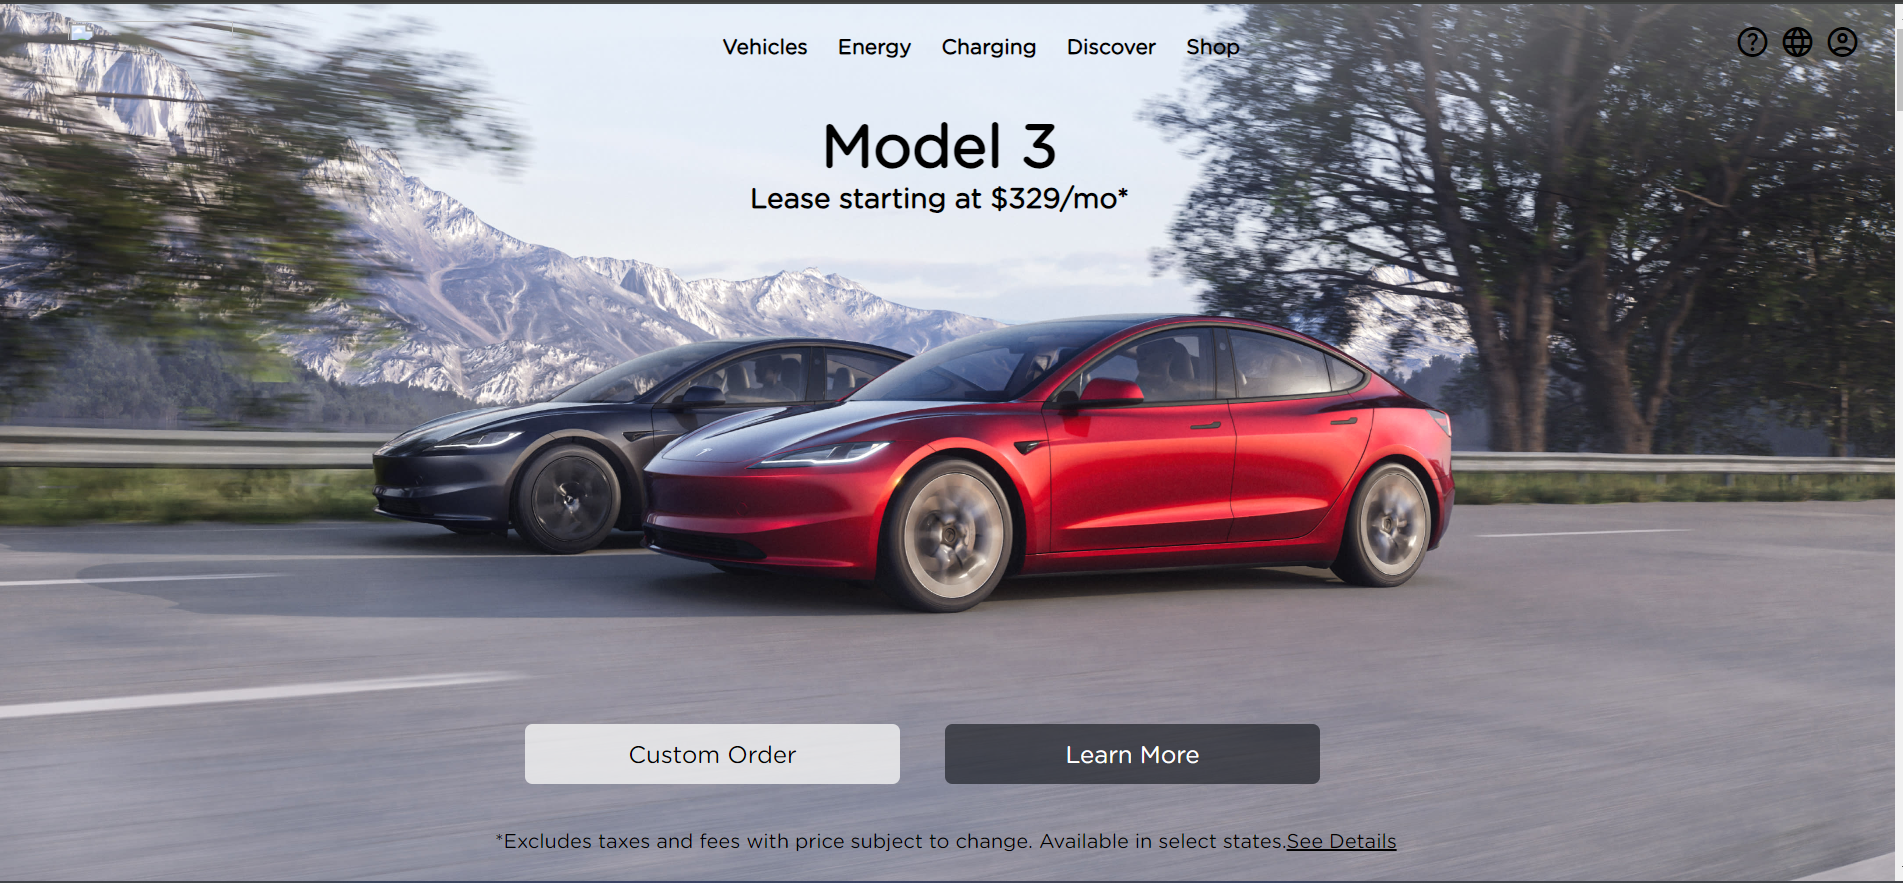 Vehicles Energy Charging Discover Shop
Model 3
Lease starting at $329/mo*
Custom Order
Learn More
*Excludes taxes and fees with price subject to change. Available in select states.See Details